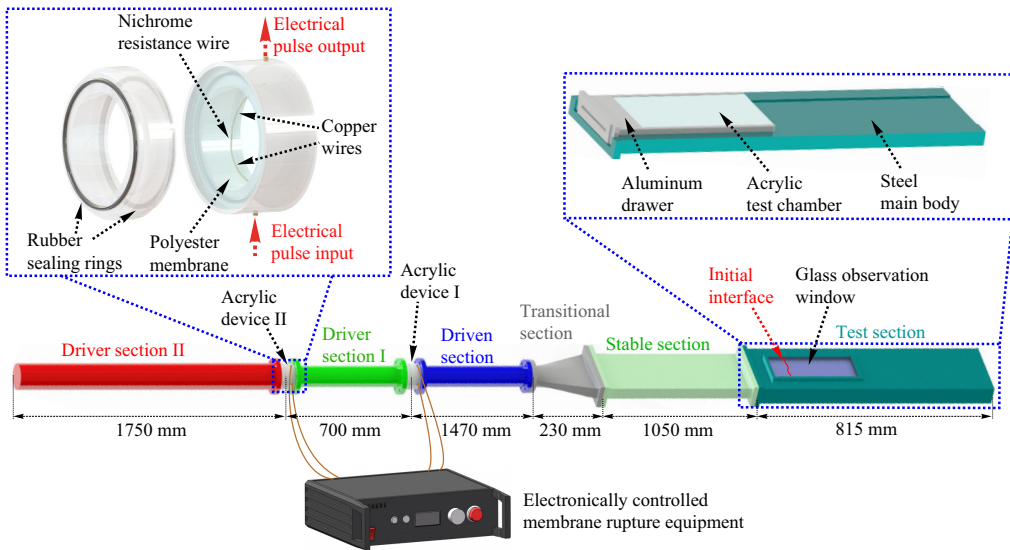 Nichrome
resistance wire
Electrical
pulse output
Copper
wires
Rubber
sealing rings
Polyester
membrane
Electrical
pulse input
Aluminum
drawer
Acrylic
test chamber
Steel
main body
Acrylic
device II
Acrylic
device I
Transitional
section
Initial
interface
Glass observation
window
Driver section II
Driver
section I
Driven
section
Stable section
Test section
1750 mm
700 mm
1470 mm
230 mm
1050 mm
815 mm
Electronically controlled
membrane rupture equipment